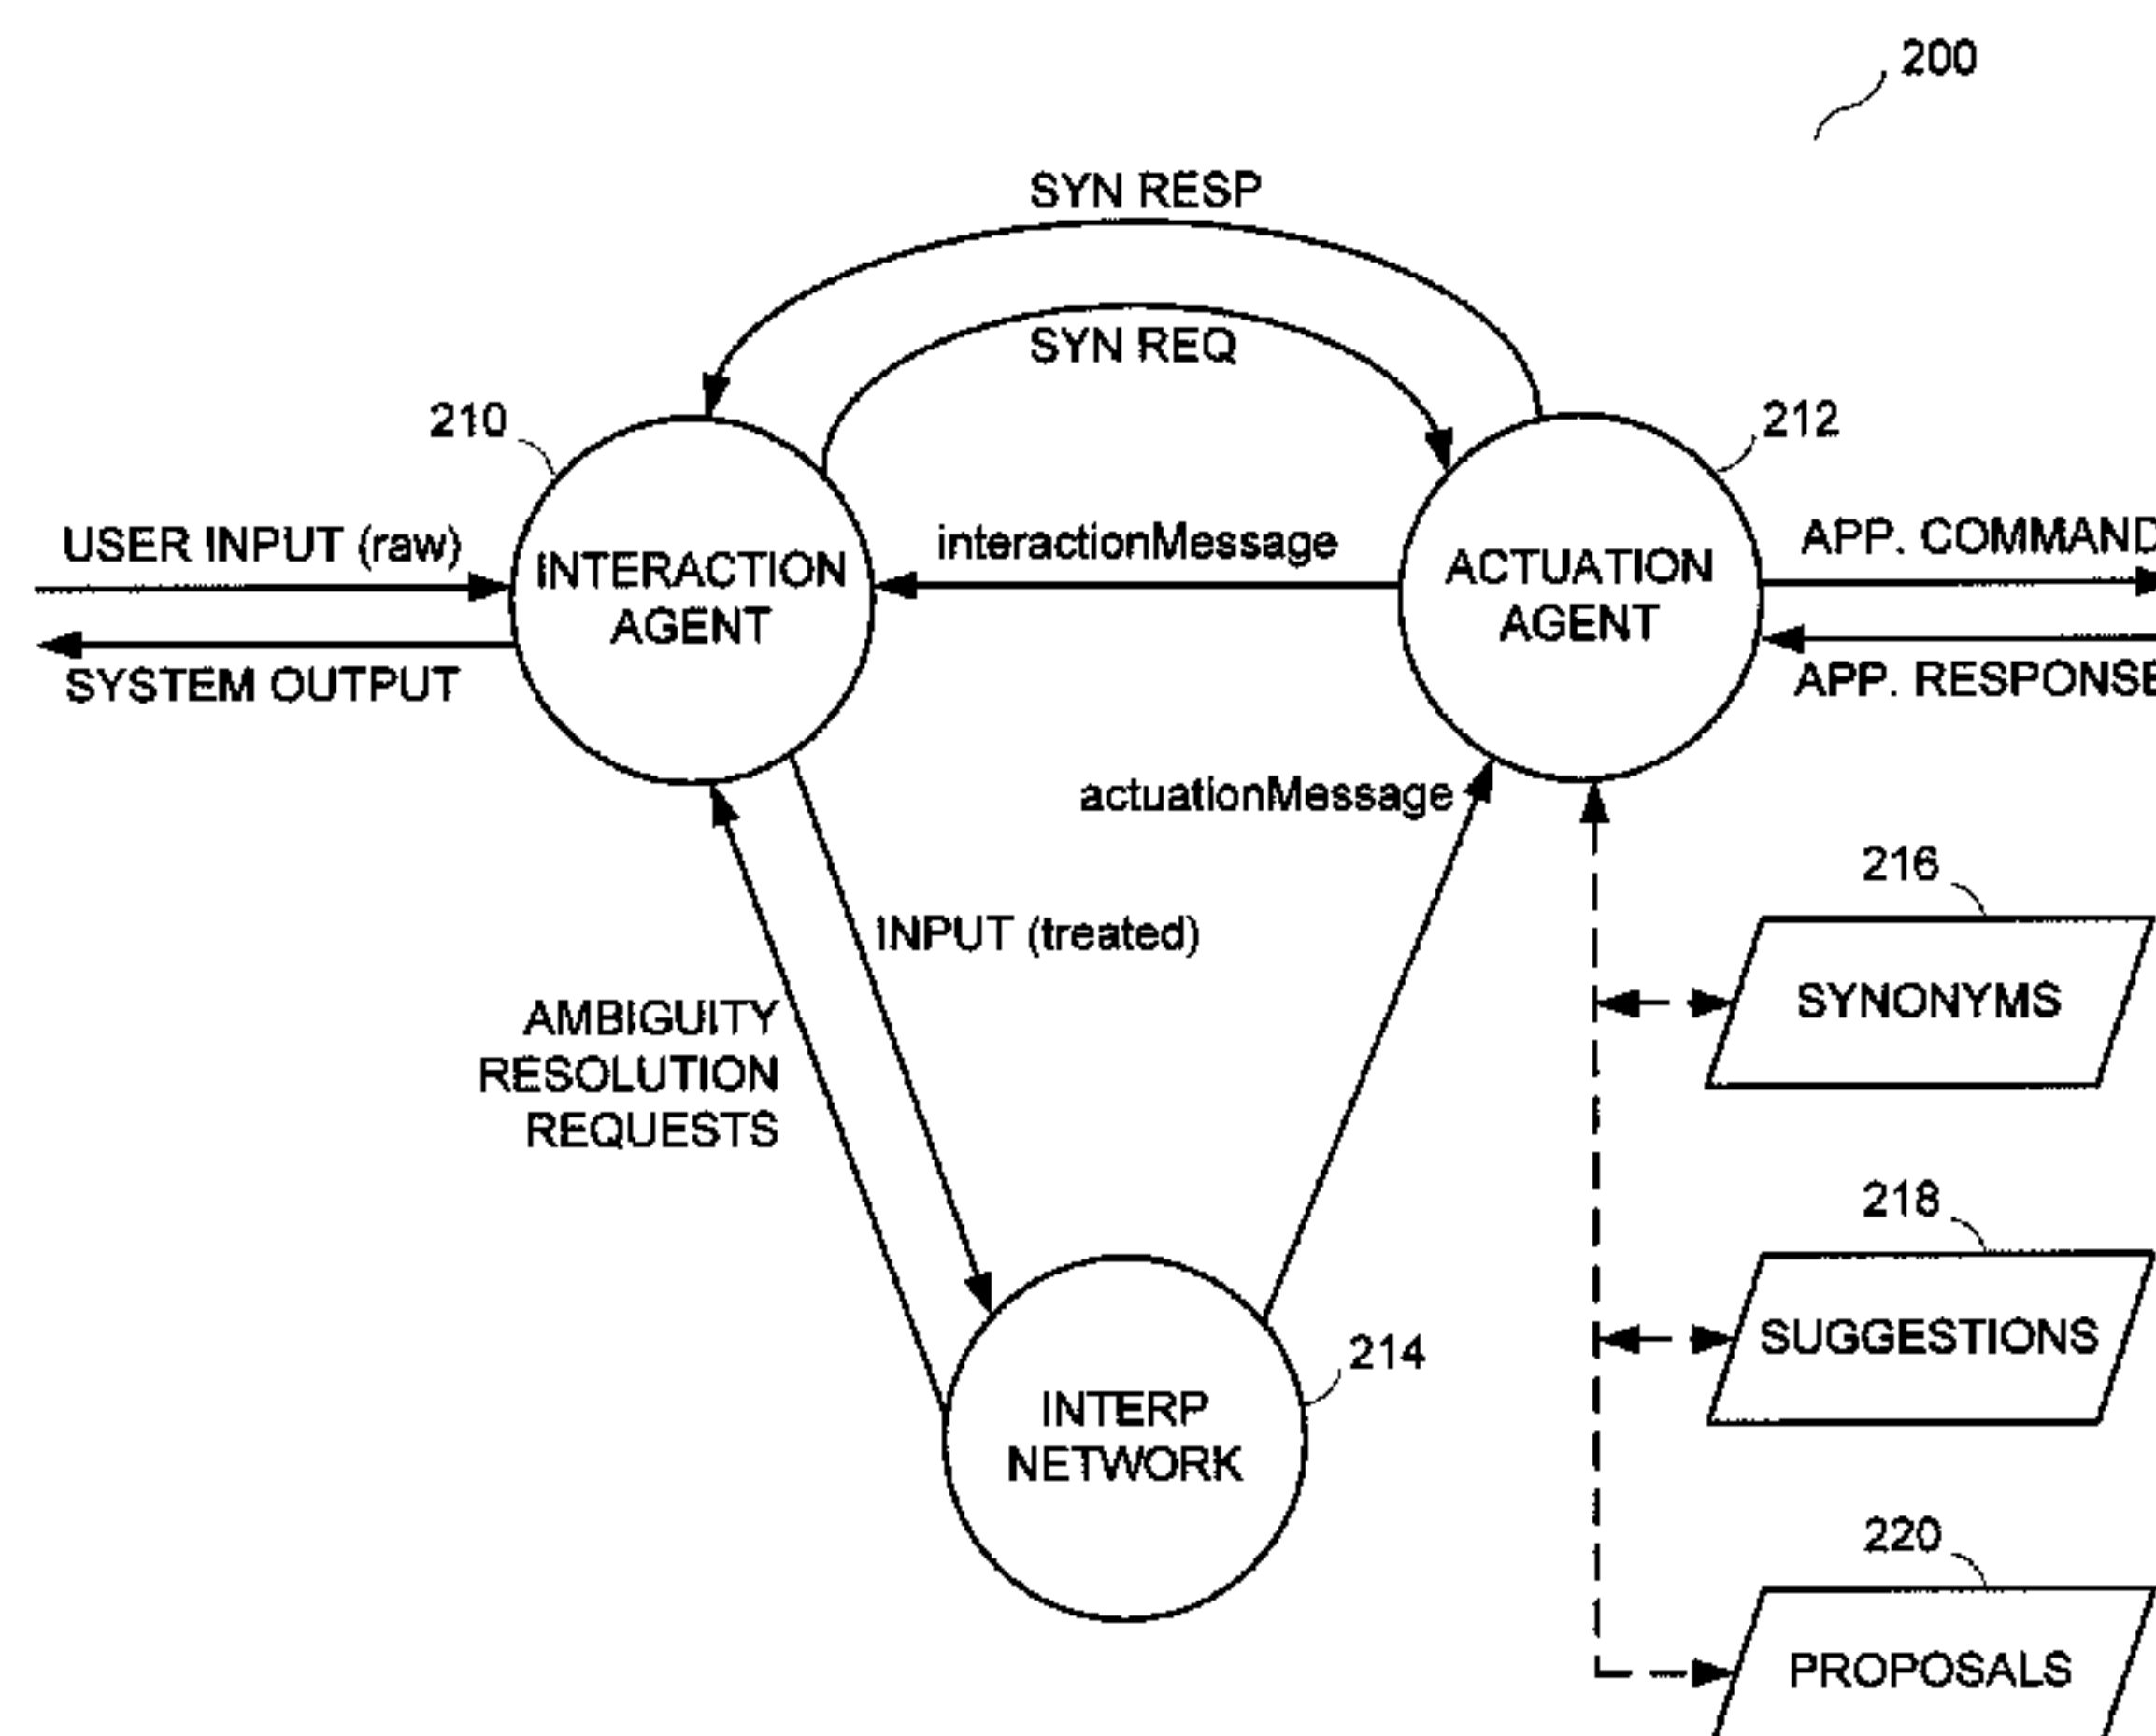 200
SYN RESP
SYN REQ
210
212
USER INPUT (raw)
INTERACTION
AGENT
interactionMessage
ACTUATION
AGENT
APP. COMMAND
SYSTEM OUTPUT
APP. RESPONSE
actuationMessage
216
INPUT (treated)
SYNONYMS
AMBIGUITY
RESOLUTION
REQUESTS
218
SUGGESTIONS
214
INTERP
NETWORK
220
PROPOSALS